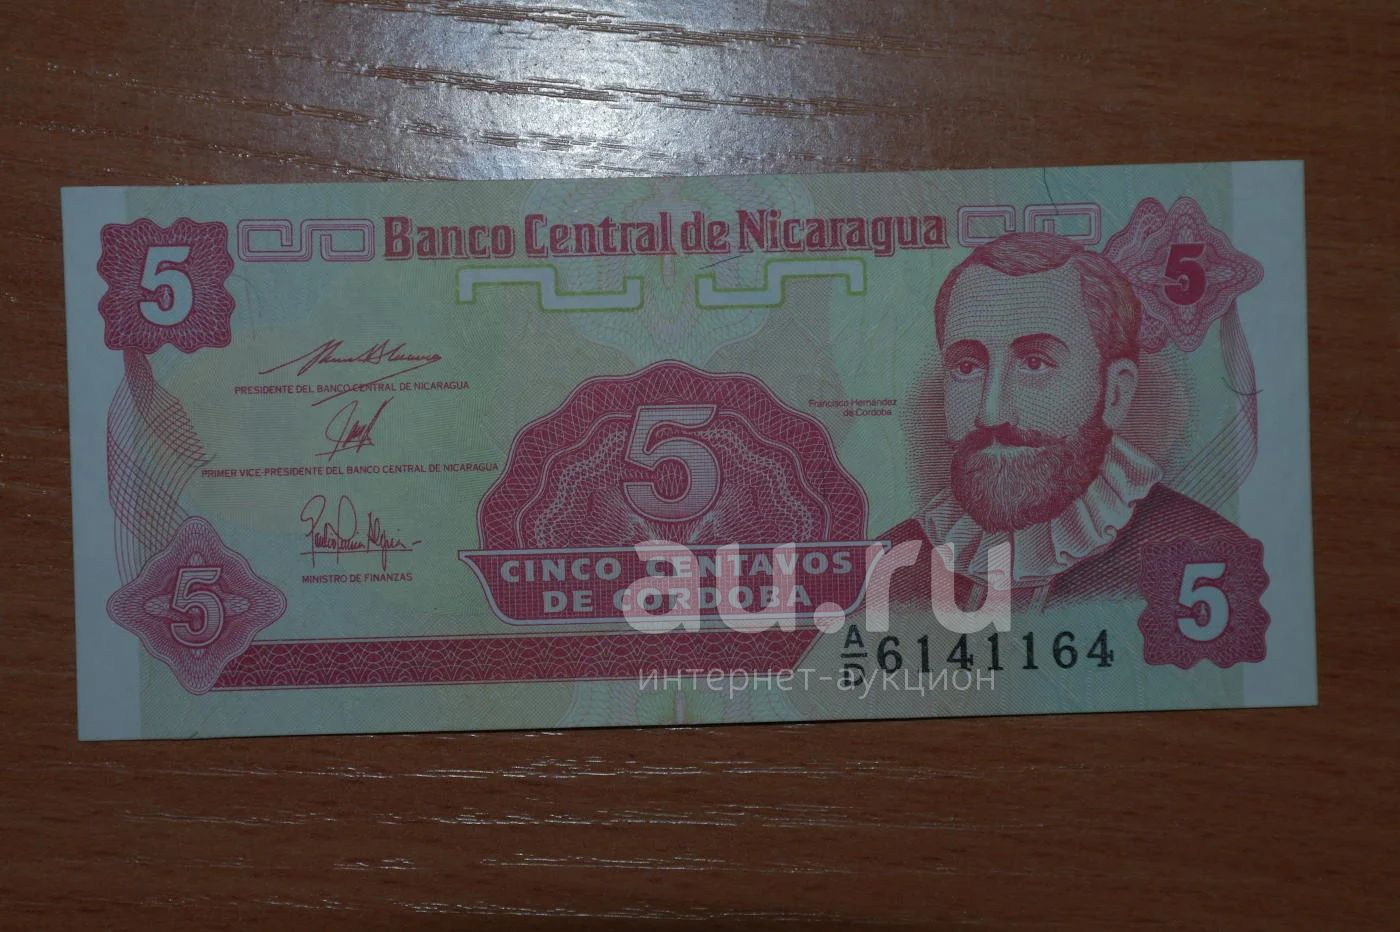 5
Banco Central de Nicaragua
5
PRESIDENTE DEL BANCO CENTRAL DE NICARAGUA
Francisco Hernández
de Cordoba
5
PRIMER VICE-PRESIDENTE DEL BANCO CENTRAL DE NICARAGUA
MINISTRO DE FINANZAS
CINCO CENTAVOS
DE CORDOBA
au.ru
интернет-аукцион
5
5
A/D 6141164